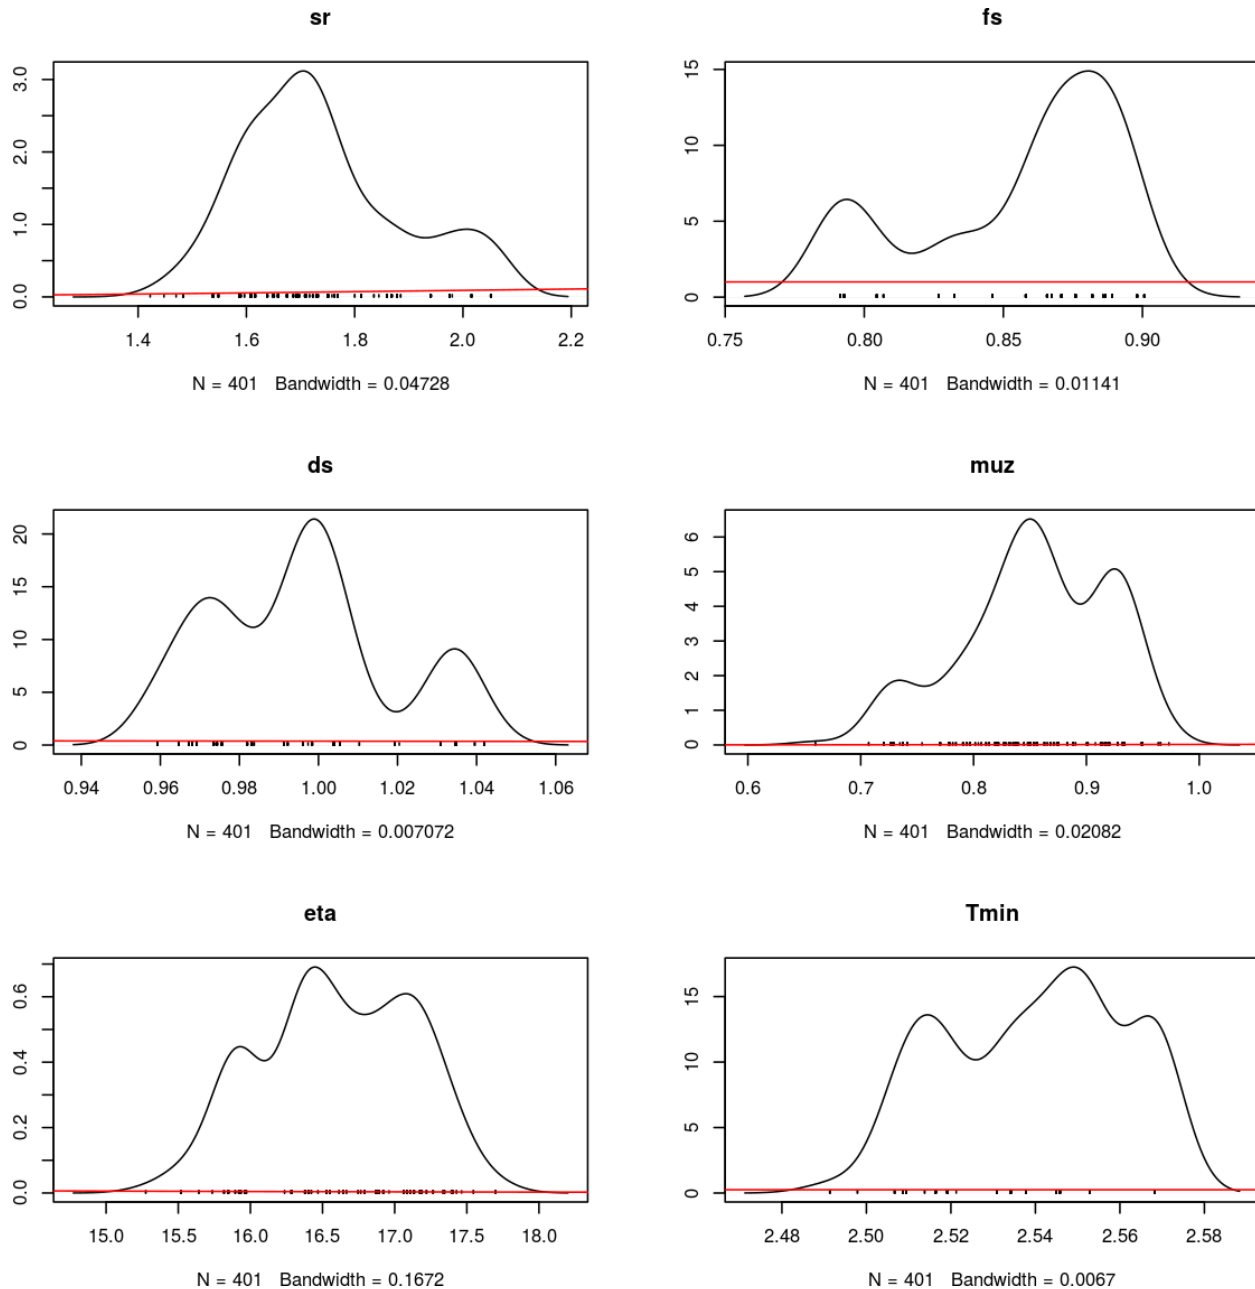 sr
3.0
2.0
1.0
0.0
1.4 1.6 1.8 2.0 2.2
N = 401 Bandwidth = 0.04728
fs
15
10
5
0
0.75 0.80 0.85 0.90
N = 401 Bandwidth = 0.01141
ds
20
15
10
5
0
0.94 0.96 0.98 1.00 1.02 1.04 1.06
N = 401 Bandwidth = 0.007072
muz
6
5
4
3
2
1
0
0.6 0.7 0.8 0.9 1.0
N = 401 Bandwidth = 0.02082
eta
0.6
0.4
0.2
0.0
15.0 15.5 16.0 16.5 17.0 17.5 18.0
N = 401 Bandwidth = 0.1672
Tmin
15
10
5
0
2.48 2.50 2.52 2.54 2.56 2.58
N = 401 Bandwidth = 0.0067